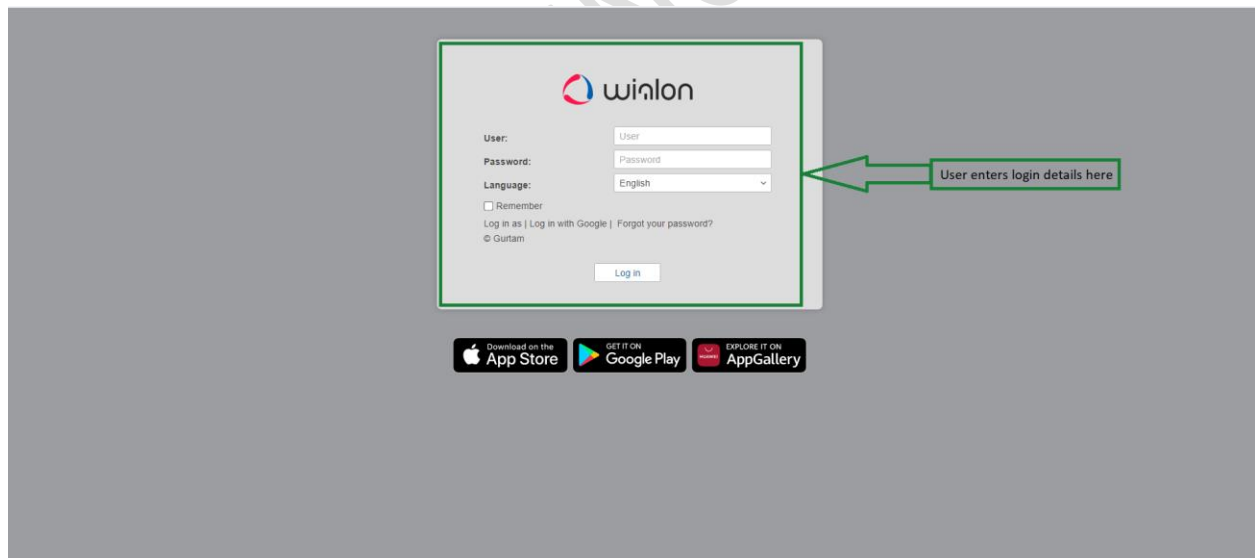 wialon
User: User
Password: Password
Language: English
Remember
Log in as | Log in with Google | Forgot your password?
© Gurtam
Log in
User enters login details here
Download on the
App Store
GET IT ON
Google Play
HUAWEI
EXPLORE IT ON
AppGallery